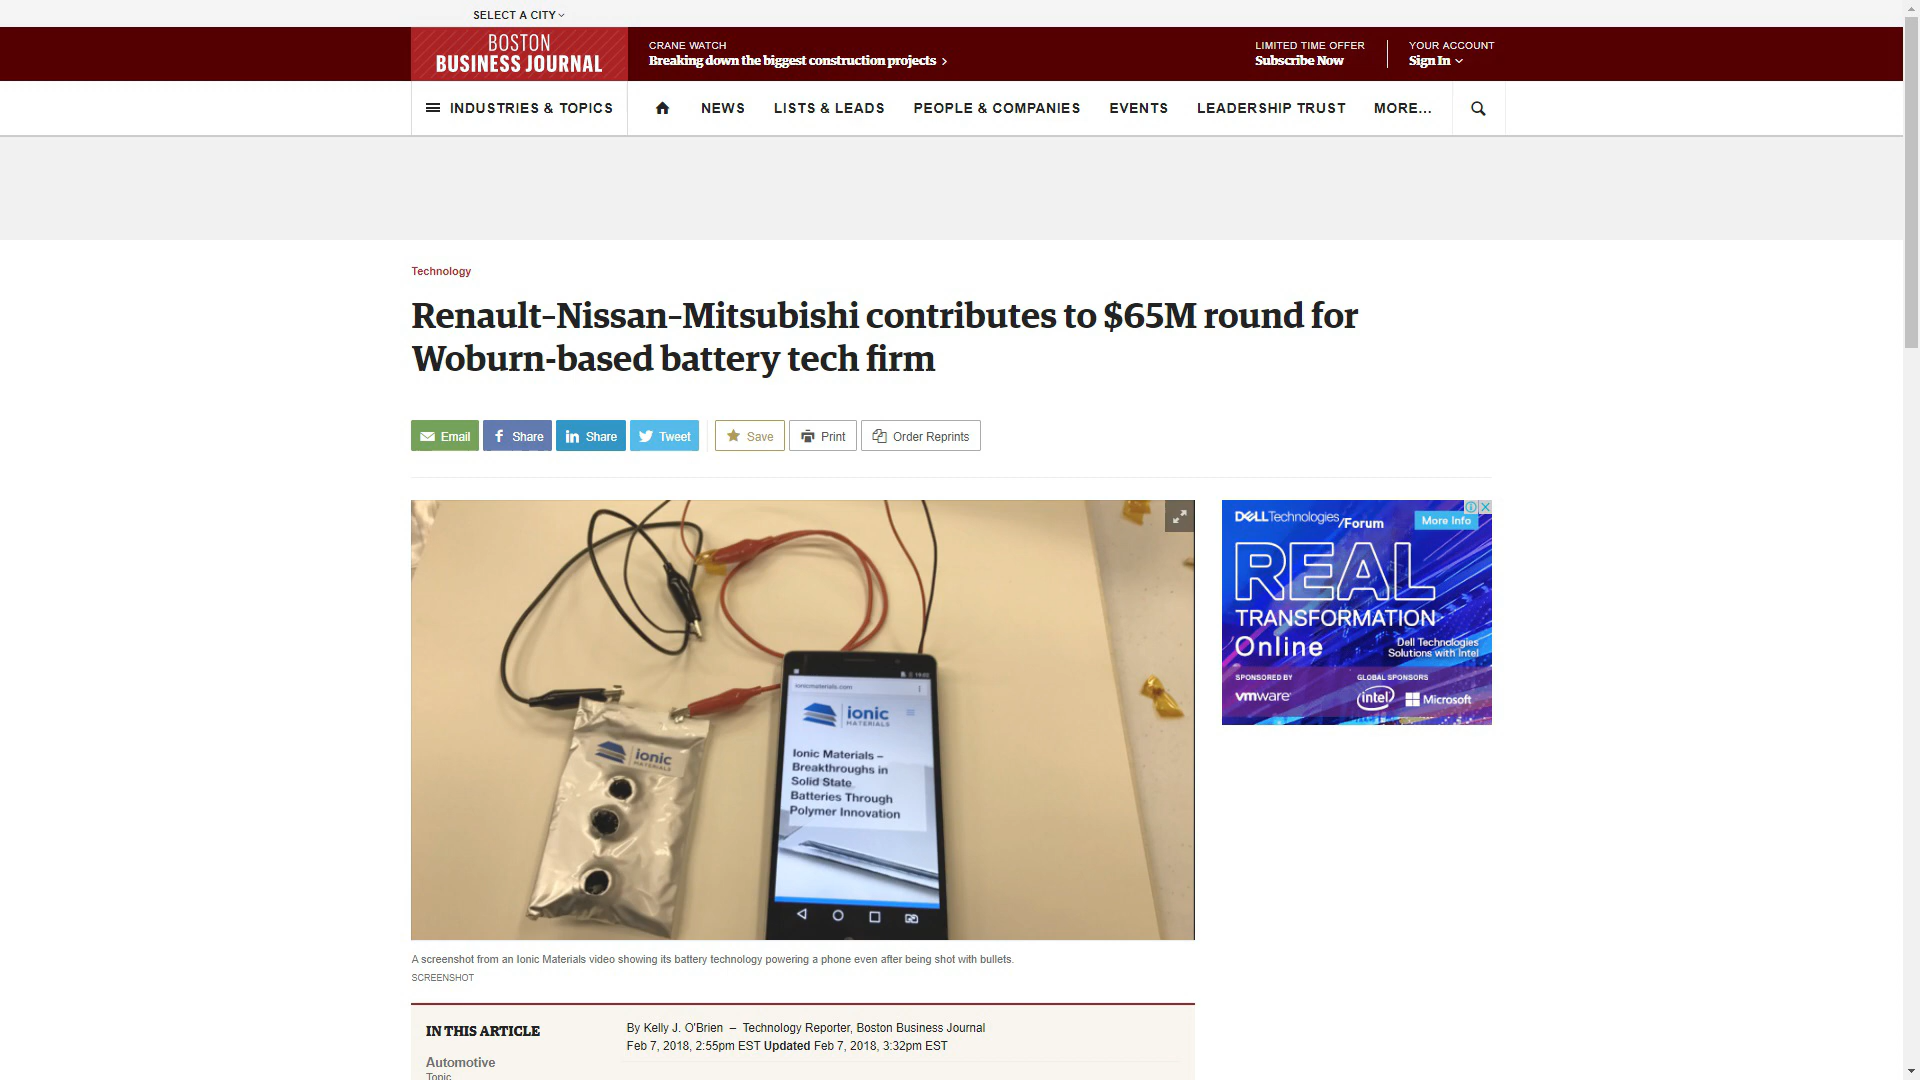 SELECT A CITY
BOSTON
BUSINESS JOURNAL
CRANE WATCH
Breaking down the biggest construction projects
LIMITED TIME OFFER
Subscribe Now
YOUR ACCOUNT
Sign In
INDUSTRIES & TOPICS
NEWS
LISTS & LEADS
PEOPLE & COMPANIES
EVENTS
LEADERSHIP TRUST
MORE...
Technology
Renault-Nissan-Mitsubishi contributes to $65M round for
Woburn-based battery tech firm
Email
Share
Share
Tweet
Save
Print
Order Reprints
ionicmaterials.com
ionic
MATERIALS
Ionic Materials –
Breakthroughs in
Solid State
Batteries Through
Polymer Innovation
ionic
MATERIALS
DELLTechnologies/Forum
More Info
REAL
TRANSFORMATION
Online
Dell Technologies
Solutions with Intel
SPONSORED BY
vmware
GLOBAL SPONSORS
intel
Microsoft
A screenshot from an Ionic Materials video showing its battery technology powering a phone even after being shot with bullets.
SCREENSHOT
IN THIS ARTICLE
Automotive
Topic
By Kelly J. O'Brien – Technology Reporter, Boston Business Journal
Feb 7, 2018, 2:55pm EST Updated Feb 7, 2018, 3:32pm EST